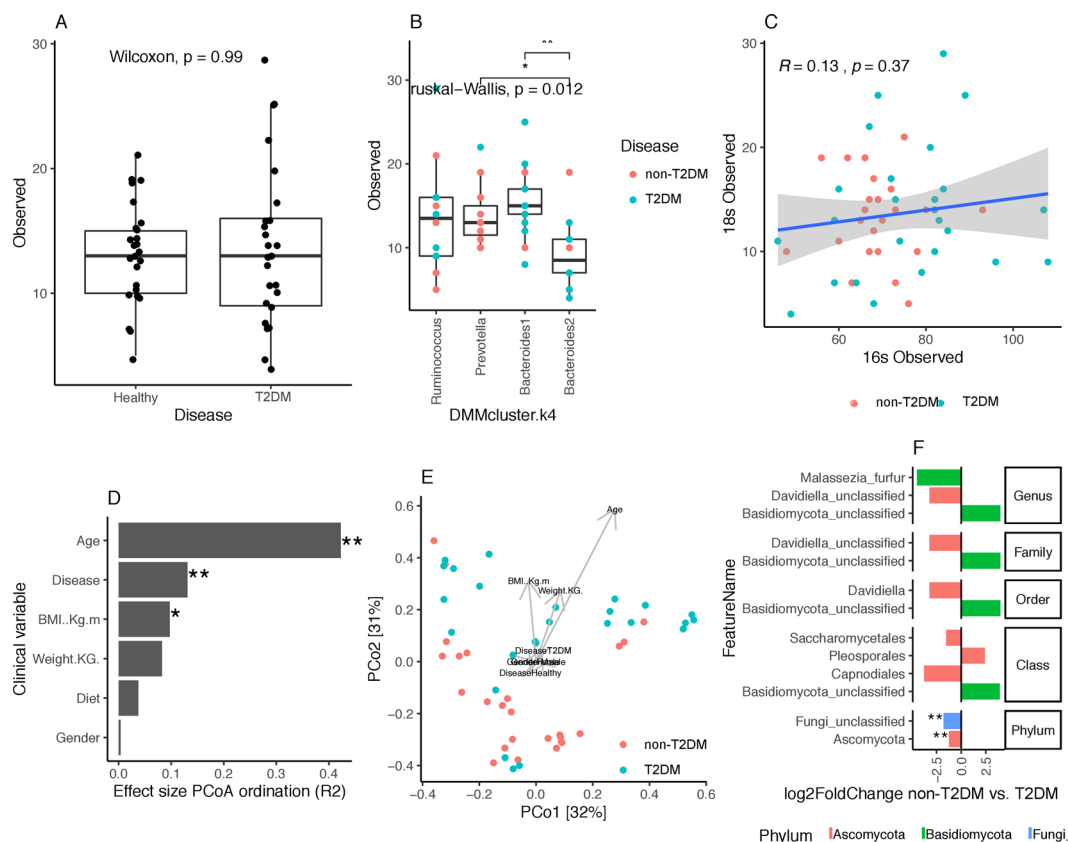 A
Wilcoxon, p = 0.99
Observed
30
20
10
Healthy
T2DM
Disease
B
**
*
ruskal−Wallis, p = 0.012
Observed
30
20
10
Ruminococcus
Prevotella
Bacteroides1
Bacteroides2
DMMcluster.k4
Disease
non−T2DM
T2DM
C
R = 0.13 , p = 0.37
18s Observed
30
20
10
60
80
100
16s Observed
non−T2DM
T2DM
D
Clinical variable
Age
**
Disease
**
BMI..Kg.m
*
Weight.KG.
Diet
Gender
0.0
0.1
0.2
0.3
0.4
Effect size PCoA ordination (R2)
E
PCo2 [31%]
0.6
0.4
0.2
0.0
−0.2
−0.4
Age
BMI..Kg.m
Weight.KG.
DiseaseT2DM
DiseaseHealthy
non−T2DM
T2DM
−0.4
−0.2
0.0
0.2
0.4
0.6
PCo1 [32%]
F
FeatureName
Malassezia_furfur
Davidiella_unclassified
Basidiomycota_unclassified
Genus
Davidiella_unclassified
Basidiomycota_unclassified
Family
Davidiella
Basidiomycota_unclassified
Order
Saccharomycetales
Pleosporales
Capnodiales
Basidiomycota_unclassified
Class
Fungi_unclassified
**
Ascomycota
**
Phylum
−2.5
0.0
2.5
log2FoldChange non−T2DM vs. T2DM
Phylum
Ascomycota
Basidiomycota
Fungi_